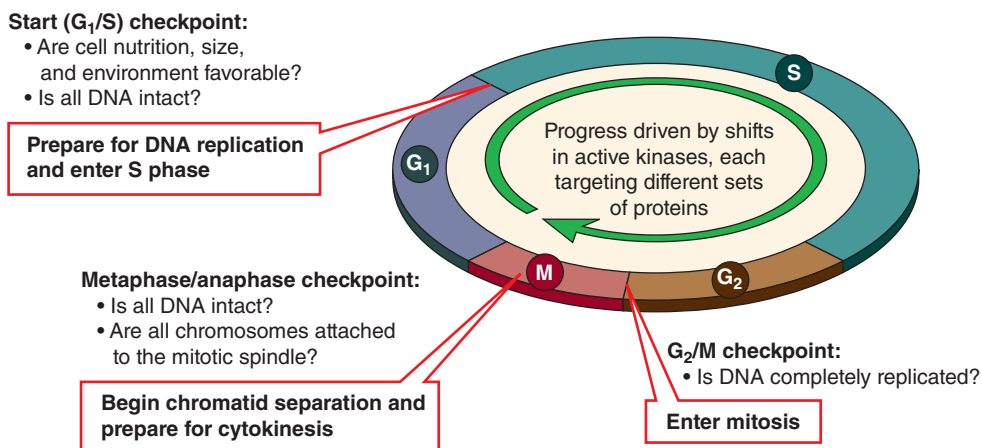 Start (G₁/S) checkpoint:
• Are cell nutrition, size,
and environment favorable?
• Is all DNA intact?
Prepare for DNA replication
and enter S phase
S
G₁
Progress driven by shifts
in active kinases, each
targeting different sets
of proteins
M
G₂
Metaphase/anaphase checkpoint:
• Is all DNA intact?
• Are all chromosomes attached
to the mitotic spindle?
Begin chromatid separation and
prepare for cytokinesis
G₂/M checkpoint:
• Is DNA completely replicated?
Enter mitosis